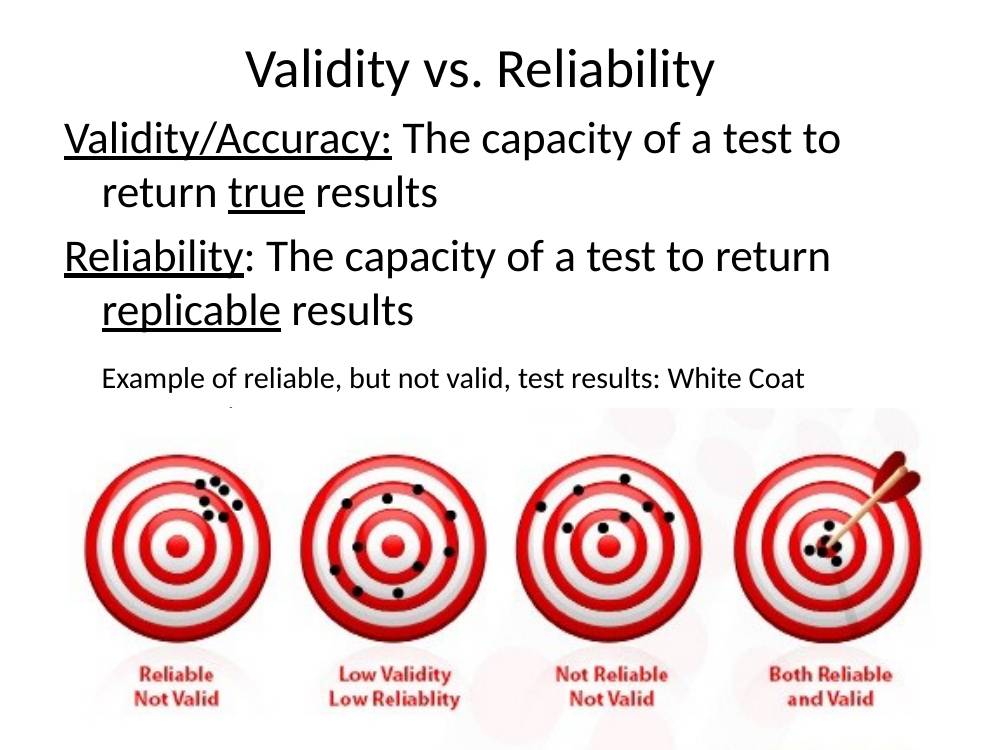 Validity vs. Reliability
Validity/Accuracy: The capacity of a test to
return true results
Reliability: The capacity of a test to return
replicable results
Example of reliable, but not valid, test results: White Coat
Reliable
Not Valid
Low Validity
Low Reliablity
Not Reliable
Not Valid
Both Reliable
and Valid